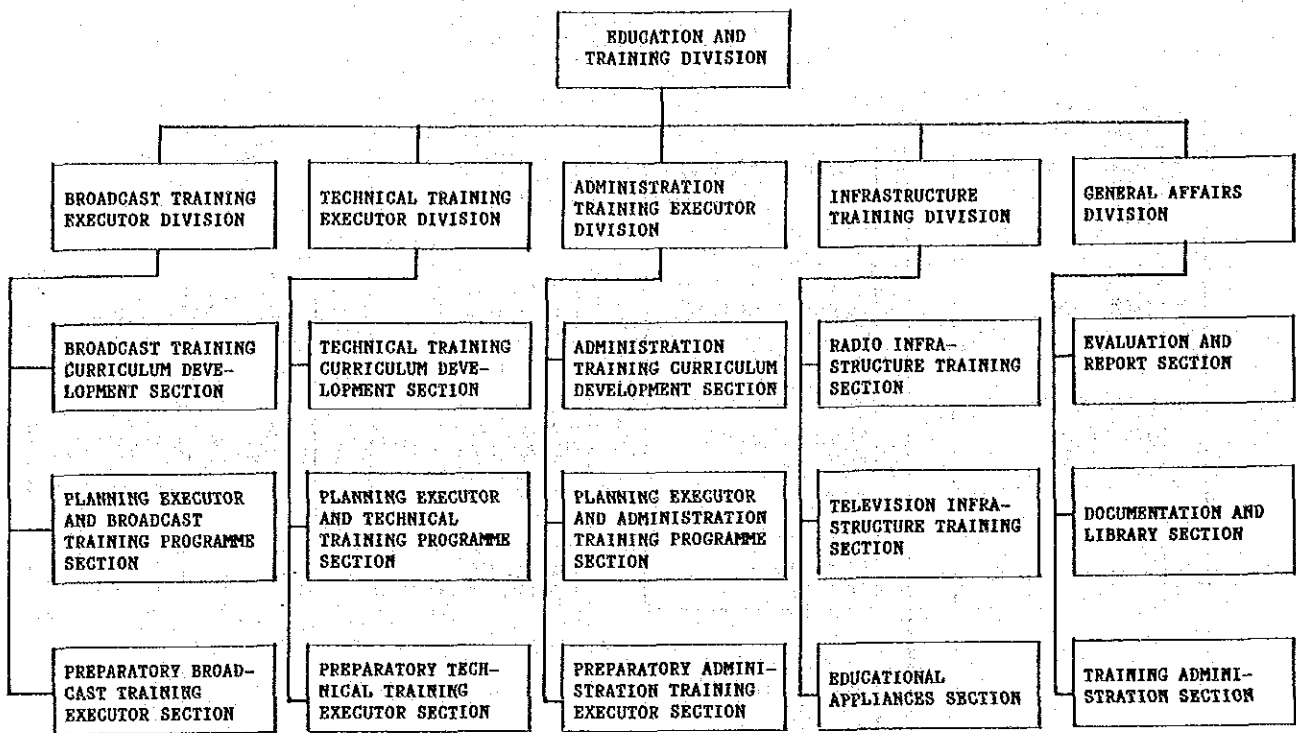 EDUCATION AND
TRAINING DIVISION
BROADCAST TRAINING
EXECUTOR DIVISION
TECHNICAL TRAINING
EXECUTOR DIVISION
ADMINISTRATION
TRAINING EXECUTOR
DIVISION
INFRASTRUCTURE
TRAINING DIVISION
GENERAL AFFAIRS
DIVISION
BROADCAST TRAINING
CURRICULUM DEVE-
LOPMENT SECTION
TECHNICAL TRAINING
CURRICULUM DEVE-
LOPMENT SECTION
ADMINISTRATION
TRAINING CURRICULUM
DEVELOPMENT SECTION
RADIO INFRA-
STRUCTURE TRAINING
SECTION
EVALUATION AND
REPORT SECTION
PLANNING EXECUTOR
AND BROADCAST
TRAINING PROGRAMME
SECTION
PLANNING EXECUTOR
AND TECHNICAL
TRAINING PROGRAMME
SECTION
PLANNING EXECUTOR
AND ADMINISTRATION
TRAINING PROGRAMME
SECTION
TELEVISION INFRA-
STRUCTURE TRAINING
SECTION
DOCUMENTATION AND
LIBRARY SECTION
PREPARATORY BROAD-
CAST TRAINING
EXECUTOR SECTION
PREPARATORY TECH-
NICAL TRAINING
EXECUTOR SECTION
PREPARATORY ADMINI-
STRATION TRAINING
EXECUTOR SECTION
EDUCATIONAL
APPLIANCES SECTION
TRAINING ADMINI-
STRATION SECTION